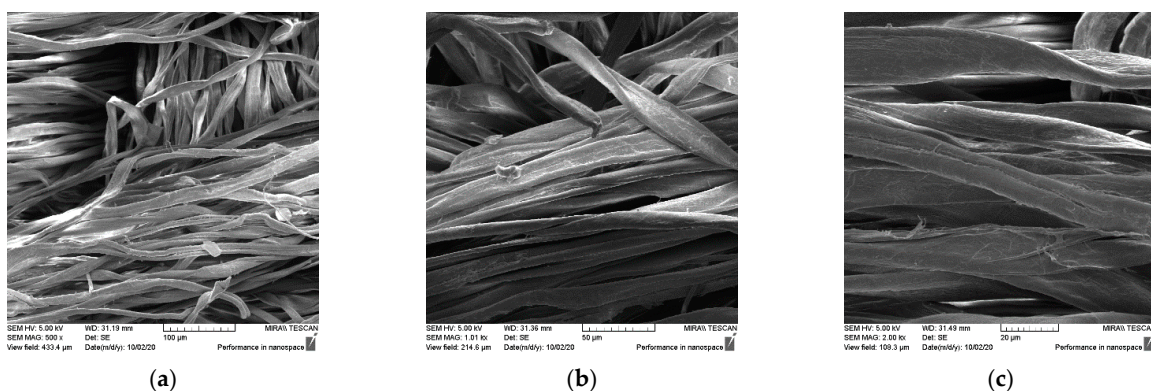 SEM HV: 5.00 kV WD: 31.19 mm MIRA\\ TESCAN
SEM MAG: 500 x Det: SE 100 µm
View field: 433.4 µm Date(m/d/y): 10/02/20 Performance in nanospace
SEM HV: 5.00 kV WD: 31.36 mm MIRA\\ TESCAN
SEM MAG: 1.01 kx Det: SE 50 µm
View field: 214.6 µm Date(m/d/y): 10/02/20 Performance in nanospace
SEM HV: 5.00 kV WD: 31.49 mm MIRA\\ TESCAN
SEM MAG: 2.00 kx Det: SE 20 µm
View field: 108.3 µm Date(m/d/y): 10/02/20 Performance in nanospace
(a) (b) (c)